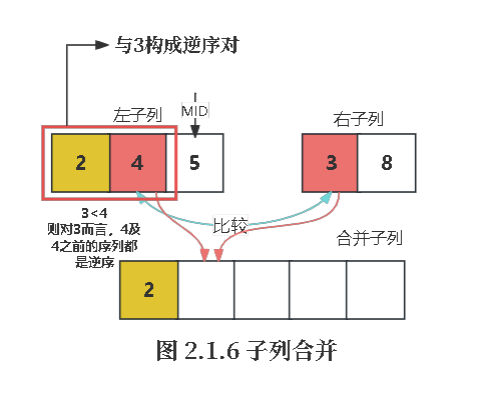 与3构成逆序对
左子列
MID
右子列
2 4 5
3 8
3<4
则对3而言，4及
4之前的序列都
是逆序
比较
合并子列
2
图 2.1.6 子列合并